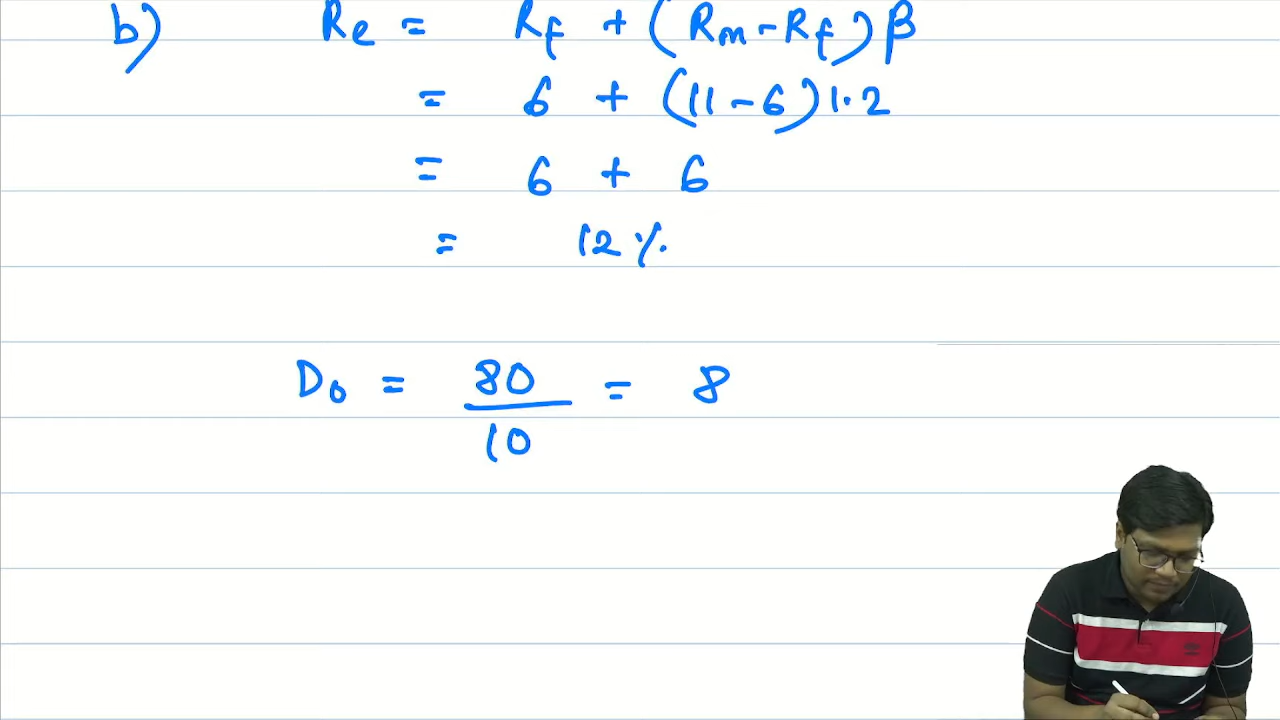 b) Re = Rf + (Rm - Rf) β
= 6 + (11 - 6) 1.2
= 6 + 6
= 12%
D0 = 80/10 = 8